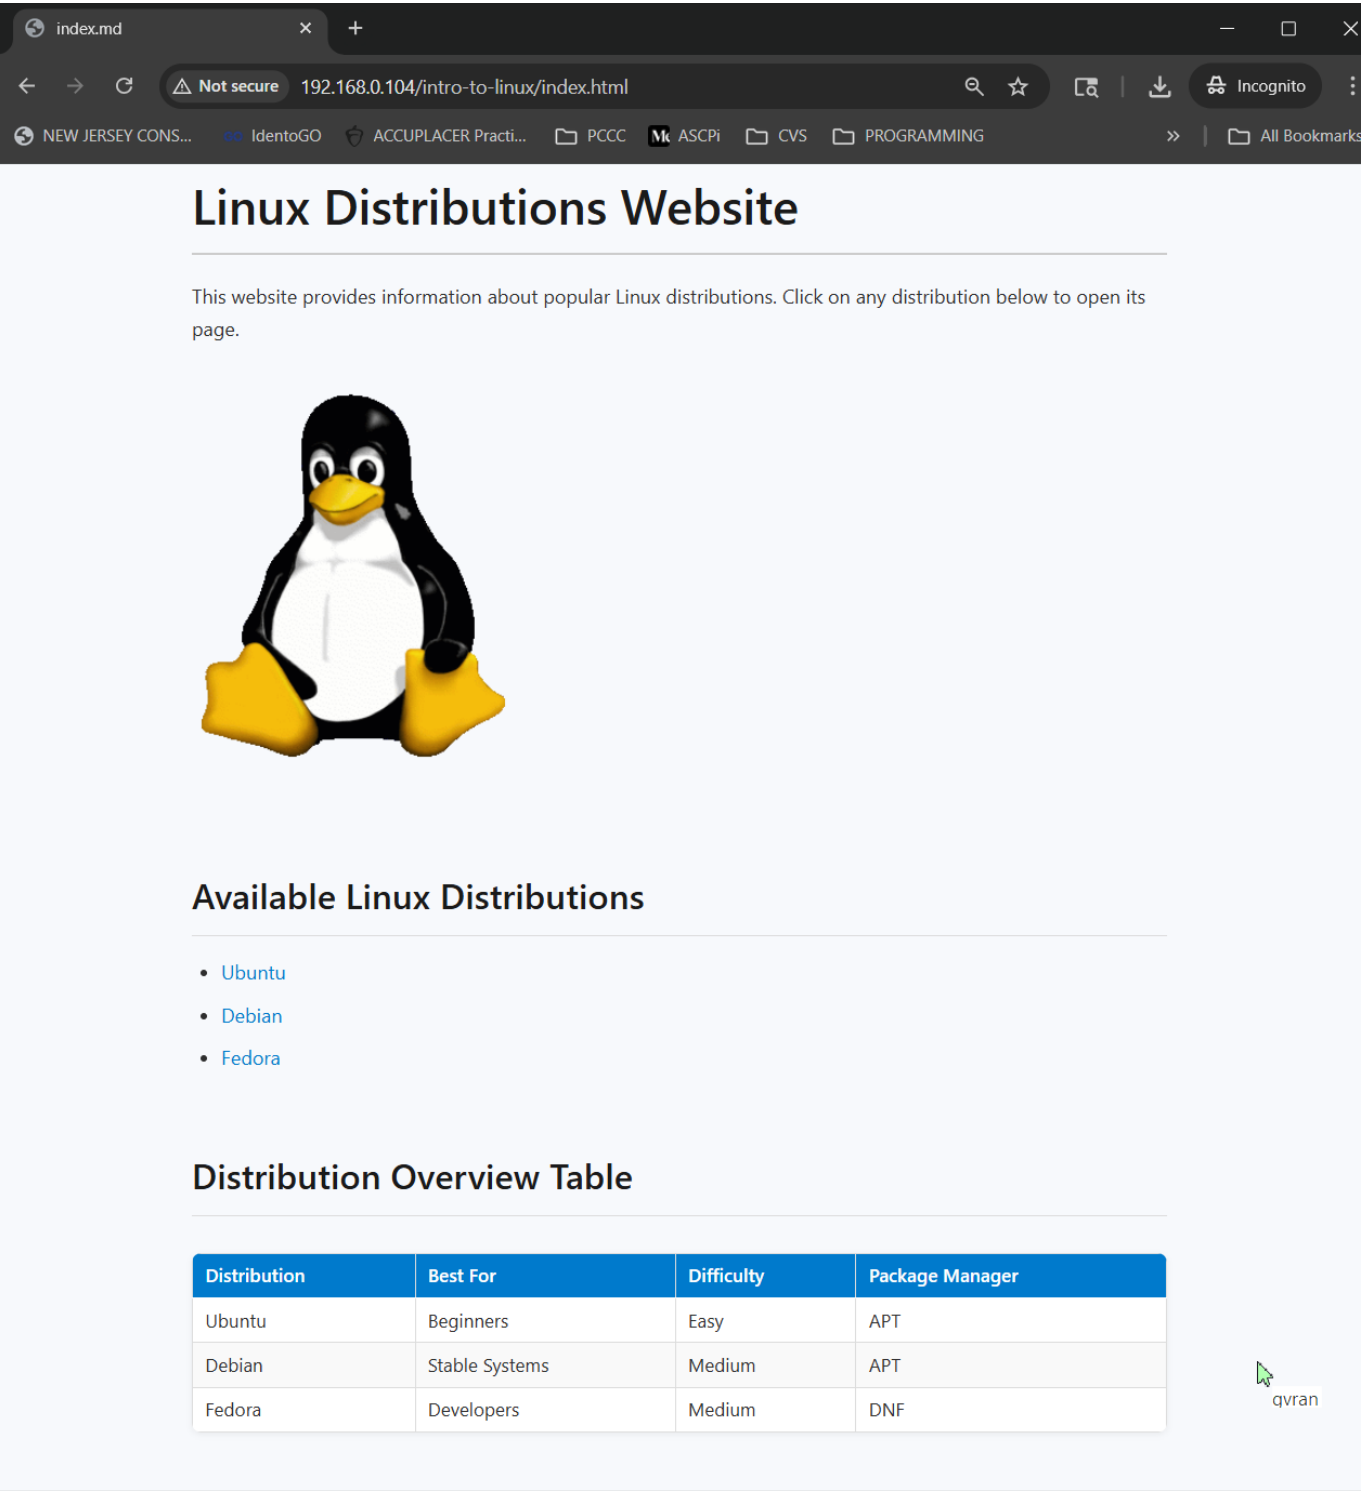 index.md
Not secure 192.168.0.104/intro-to-linux/index.html Incognito
NEW JERSEY CONS... IdentoGO ACCUPLACER Practi... PCCC ASCPi CVS PROGRAMMING » All Bookmarks
Linux Distributions Website
This website provides information about popular Linux distributions. Click on any distribution below to open its
page.
Available Linux Distributions
• Ubuntu
• Debian
• Fedora
Distribution Overview Table
Distribution Best For Difficulty Package Manager
Ubuntu Beginners Easy APT
Debian Stable Systems Medium APT
Fedora Developers Medium DNF